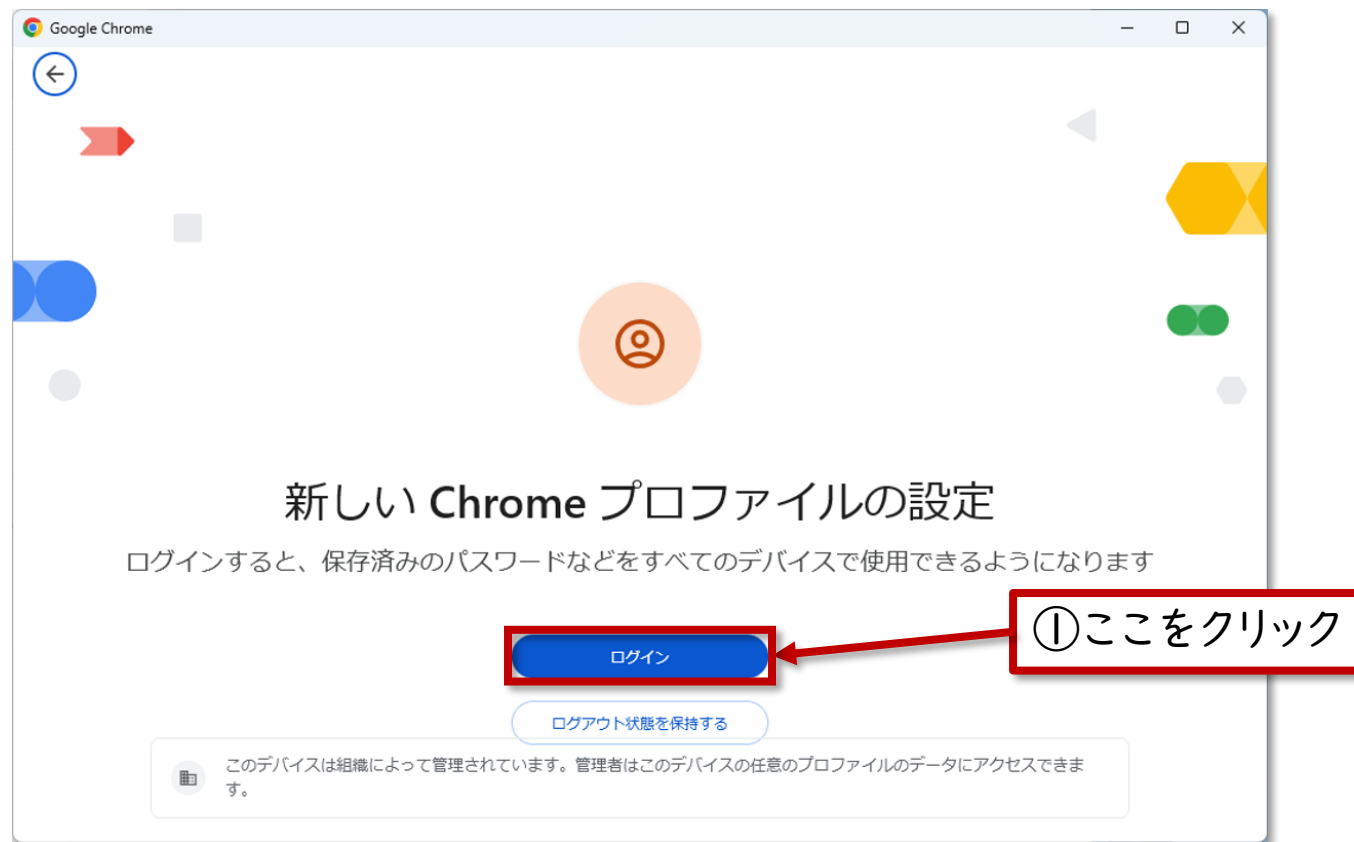 Google Chrome
新しい Chrome プロファイルの設定
ログインすると、保存済みのパスワードなどをすべてのデバイスで使用できるようになります
①ここをクリック
ログイン
ログアウト状態を保持する
このデバイスは組織によって管理されています。管理者はこのデバイスの任意のプロファイルのデータにアクセスできま
す。